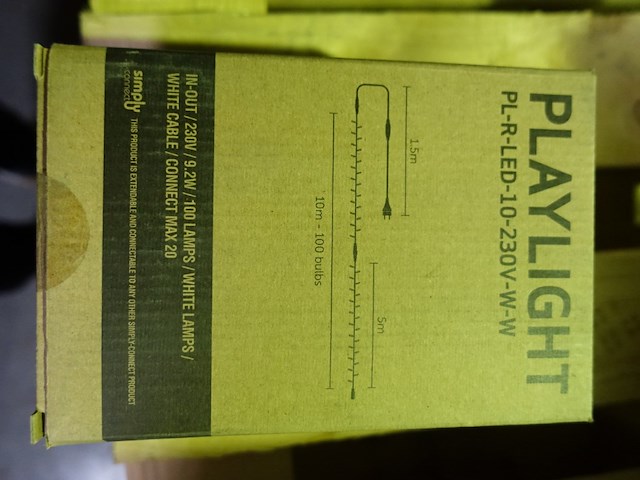 PLAYLIGHT
PL-R-LED-10-230V-W-W
1.5m
5m
10m - 100 bulbs
IN-OUT / 230V / 9.2W / 100 LAMPS / WHITE LAMPS /
WHITE CABLE / CONNECT MAX 20
simply
connect
THIS PRODUCT IS EXTENDABLE AND CONNECTABLE TO ANY OTHER SIMPLY-CONNECT PRODUCT